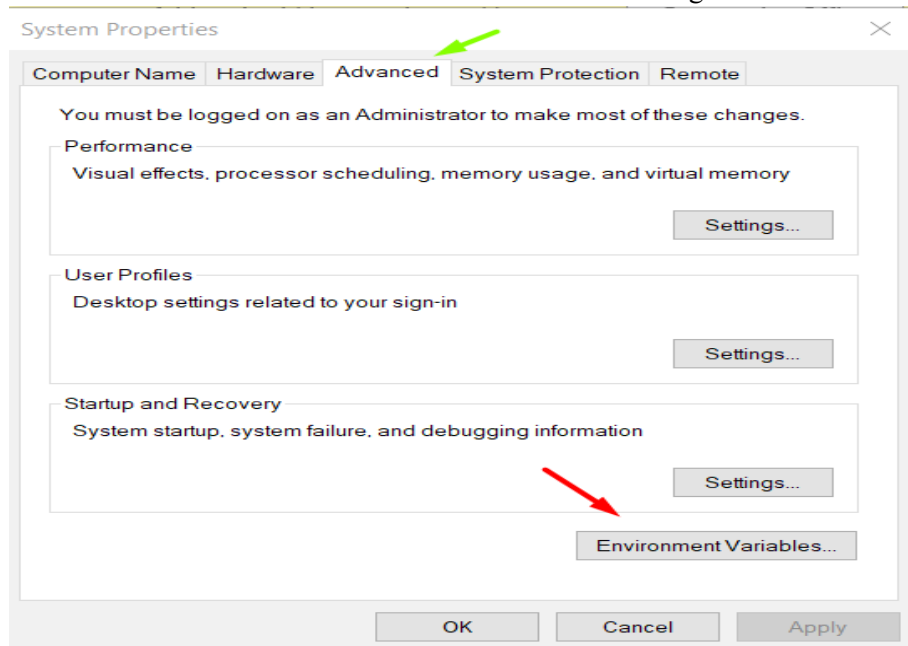 System Properties
Computer Name Hardware Advanced System Protection Remote
You must be logged on as an Administrator to make most of these changes.
Performance
Visual effects, processor scheduling, memory usage, and virtual memory
Settings...
User Profiles
Desktop settings related to your sign-in
Settings...
Startup and Recovery
System startup, system failure, and debugging information
Settings...
Environment Variables...
OK Cancel Apply